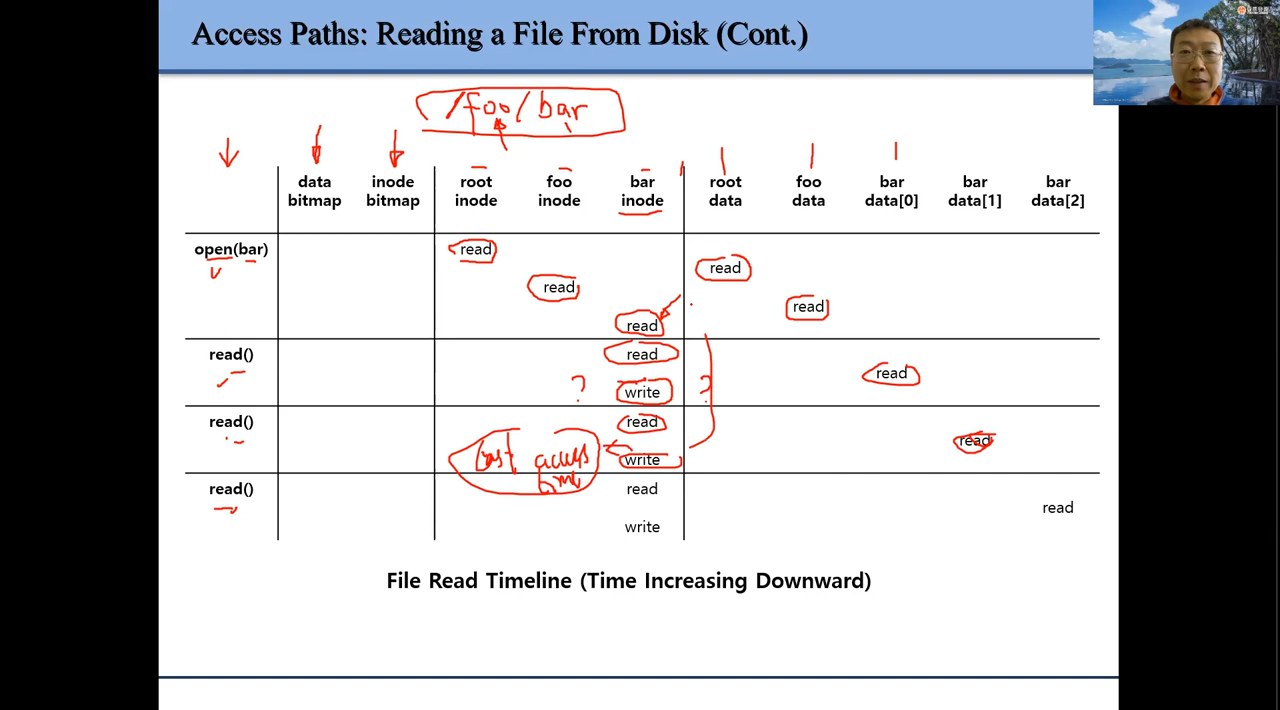 Access Paths: Reading a File From Disk (Cont.)
/foo/bar
data bitmap inode bitmap root inode foo inode bar inode root data foo data bar data[0] bar data[1] bar data[2]
open(bar) read
read
read
read
read
read() read
read
? write ?
read() read
read
last access time write
read() read
read
write
File Read Timeline (Time Increasing Downward)